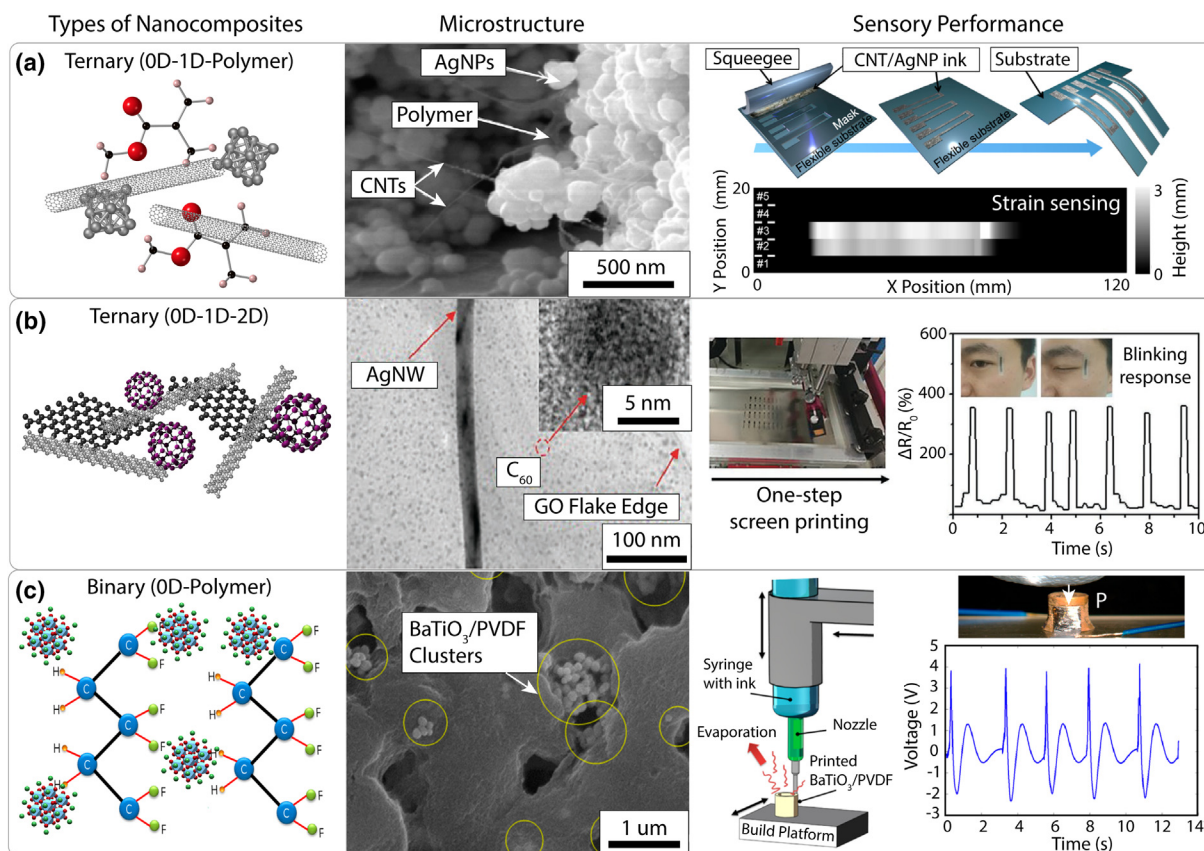 Types of Nanocomposites
Microstructure
Sensory Performance
(a)
Ternary (0D-1D-Polymer)
AgNPs
Polymer
CNTs
500 nm
Squeegee
CNT/AgNP ink
Substrate
Mask
Flexible substrate
Flexible substrate
Y Position (mm)
20
0
#5
#4
#3
#2
#1
Strain sensing
0
X Position (mm)
120
3
0
Height (mm)
(b)
Ternary (0D-1D-2D)
AgNW
5 nm
C60
GO Flake Edge
100 nm
One-step
screen printing
ΔR/R0 (%)
600
400
200
Blinking
response
0 2 4 6 8 10
Time (s)
(c)
Binary (0D-Polymer)
C F F
H H C
C F F
H H C
C F F
C F F
H H C
C F F
H H C
C F F
BaTiO3/PVDF
Clusters
1 um
Syringe
with ink
Nozzle
Evaporation
Printed
BaTiO3/PVDF
Build Platform
P
Voltage (V)
5
4
3
2
1
0
-1
-2
-3
0 2 4 6 8 10 12 14
Time (s)